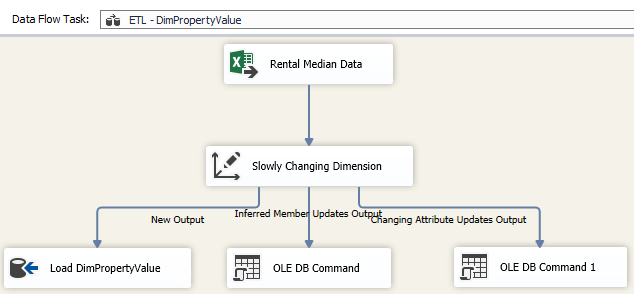 Data Flow Task: ETL - DimPropertyValue
Rental Median Data
Slowly Changing Dimension
New Output Inferred Member Updates Output Changing Attribute Updates Output
Load DimPropertyValue OLE DB Command OLE DB Command 1